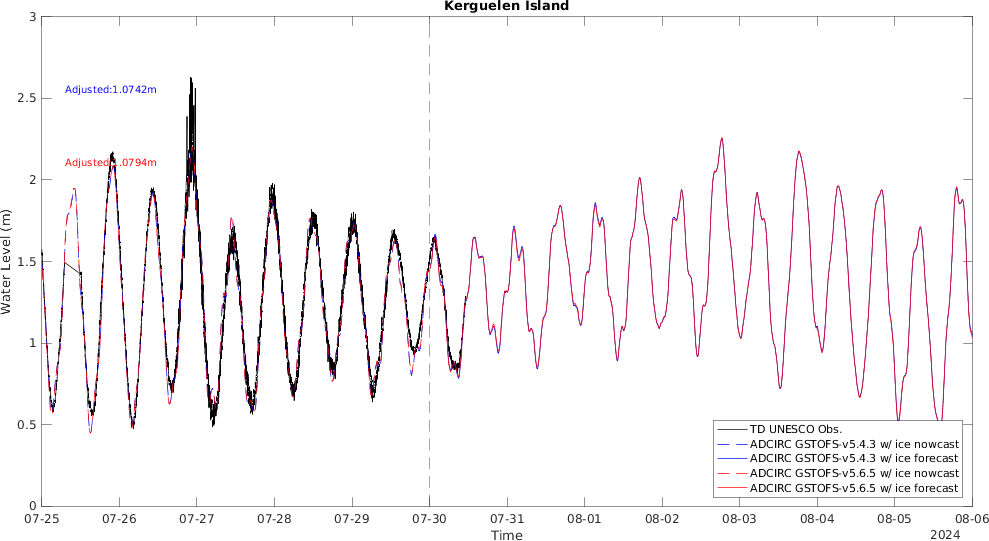 Kerguelen Island
3
2.5
2
1.5
1
0.5
0
Water Level (m)
Adjusted:1.0742m
Adjusted:1.0794m
07-25 07-26 07-27 07-28 07-29 07-30 07-31 08-01 08-02 08-03 08-04 08-05 08-06
Time
2024
TD UNESCO Obs.
ADCIRC GSTOFS-v5.4.3 w/ ice nowcast
ADCIRC GSTOFS-v5.4.3 w/ ice forecast
ADCIRC GSTOFS-v5.6.5 w/ ice nowcast
ADCIRC GSTOFS-v5.6.5 w/ ice forecast